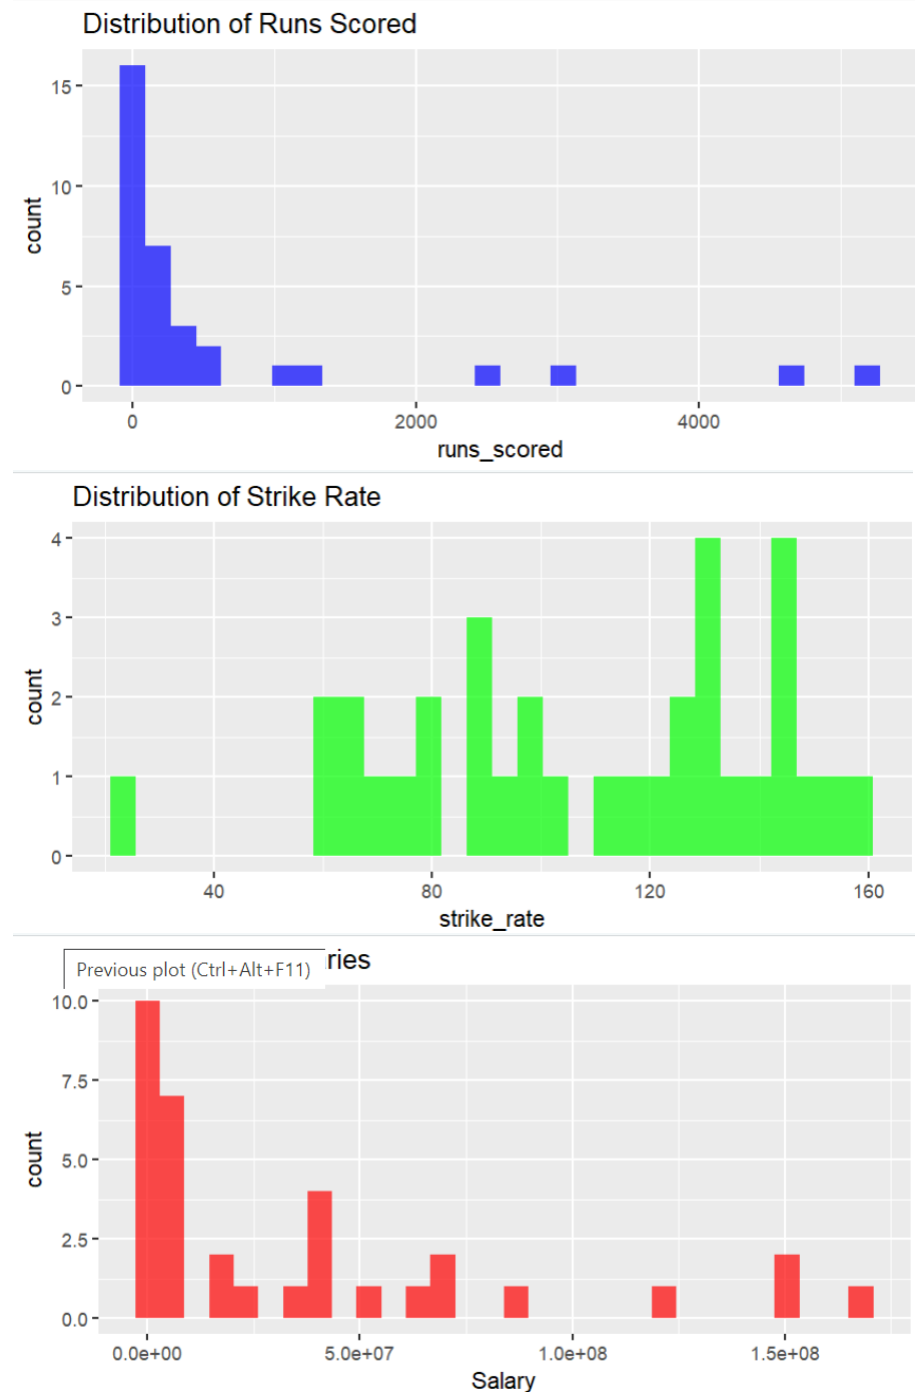 Distribution of Runs Scored
15
10
5
0
count
0 2000 4000
runs_scored
Distribution of Strike Rate
4
3
2
1
0
count
40 80 120 160
strike_rate
Previous plot (Ctrl+Alt+F11) ries
10.0
7.5
5.0
2.5
0.0
count
0.0e+00 5.0e+07 1.0e+08 1.5e+08
Salary